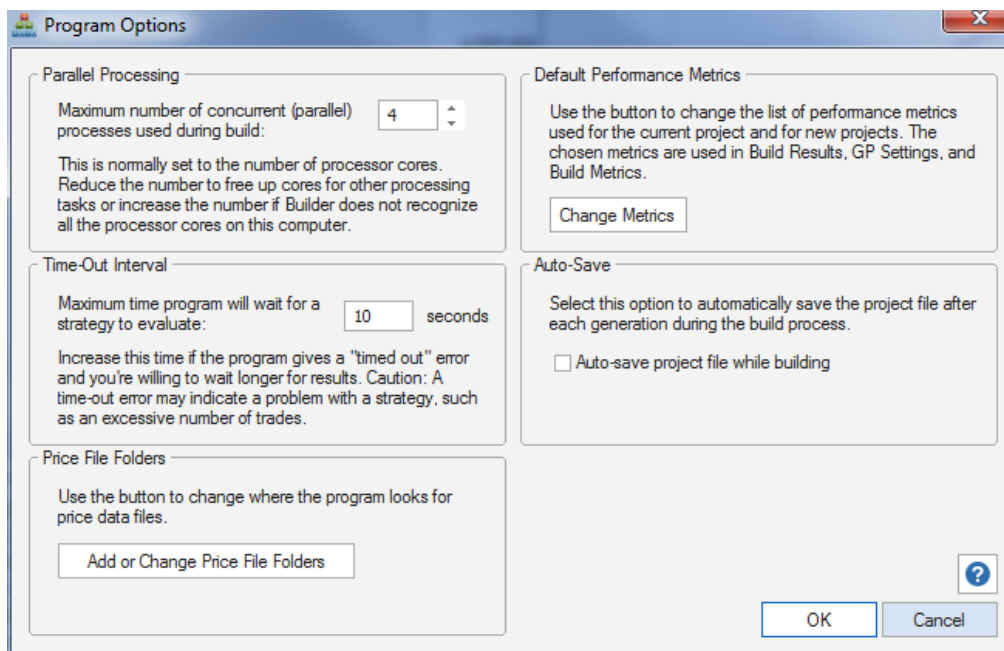 Program Options
Parallel Processing
Maximum number of concurrent (parallel)
processes used during build:
4
This is normally set to the number of processor cores.
Reduce the number to free up cores for other processing
tasks or increase the number if Builder does not recognize
all the processor cores on this computer.
Time-Out Interval
Maximum time program will wait for a
strategy to evaluate:
10 seconds
Increase this time if the program gives a "timed out" error
and you're willing to wait longer for results. Caution: A
time-out error may indicate a problem with a strategy, such
as an excessive number of trades.
Price File Folders
Use the button to change where the program looks for
price data files.
Add or Change Price File Folders
Default Performance Metrics
Use the button to change the list of performance metrics
used for the current project and for new projects. The
chosen metrics are used in Build Results, GP Settings, and
Build Metrics.
Change Metrics
Auto-Save
Select this option to automatically save the project file after
each generation during the build process.
Auto-save project file while building
?
OK
Cancel